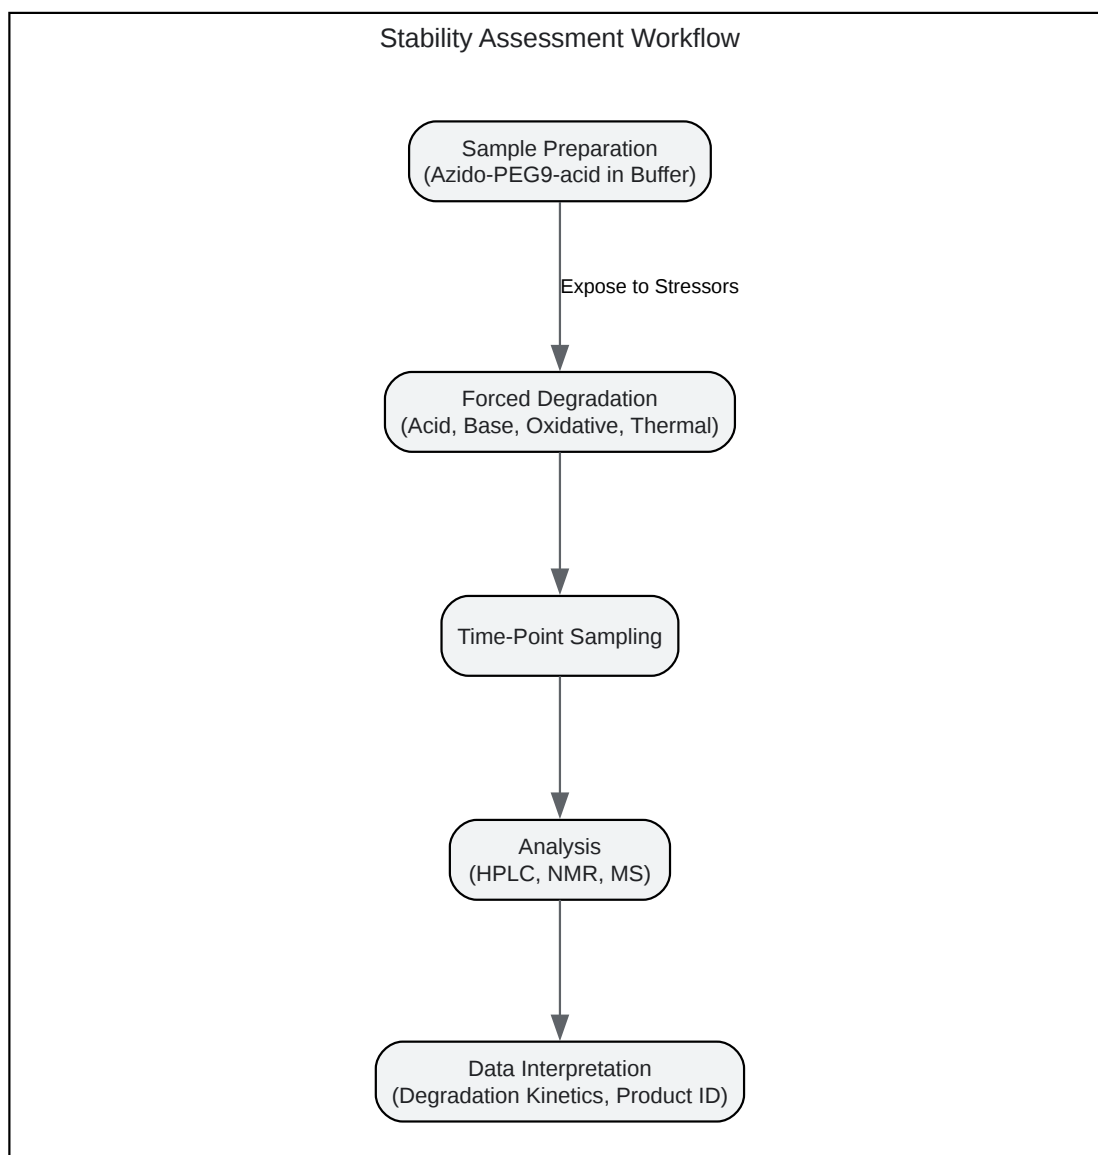 Stability Assessment Workflow
Sample Preparation
(Azido-PEG9-acid in Buffer)
Expose to Stressors
Forced Degradation
(Acid, Base, Oxidative, Thermal)
Time-Point Sampling
Analysis
(HPLC, NMR, MS)
Data Interpretation
(Degradation Kinetics, Product ID)